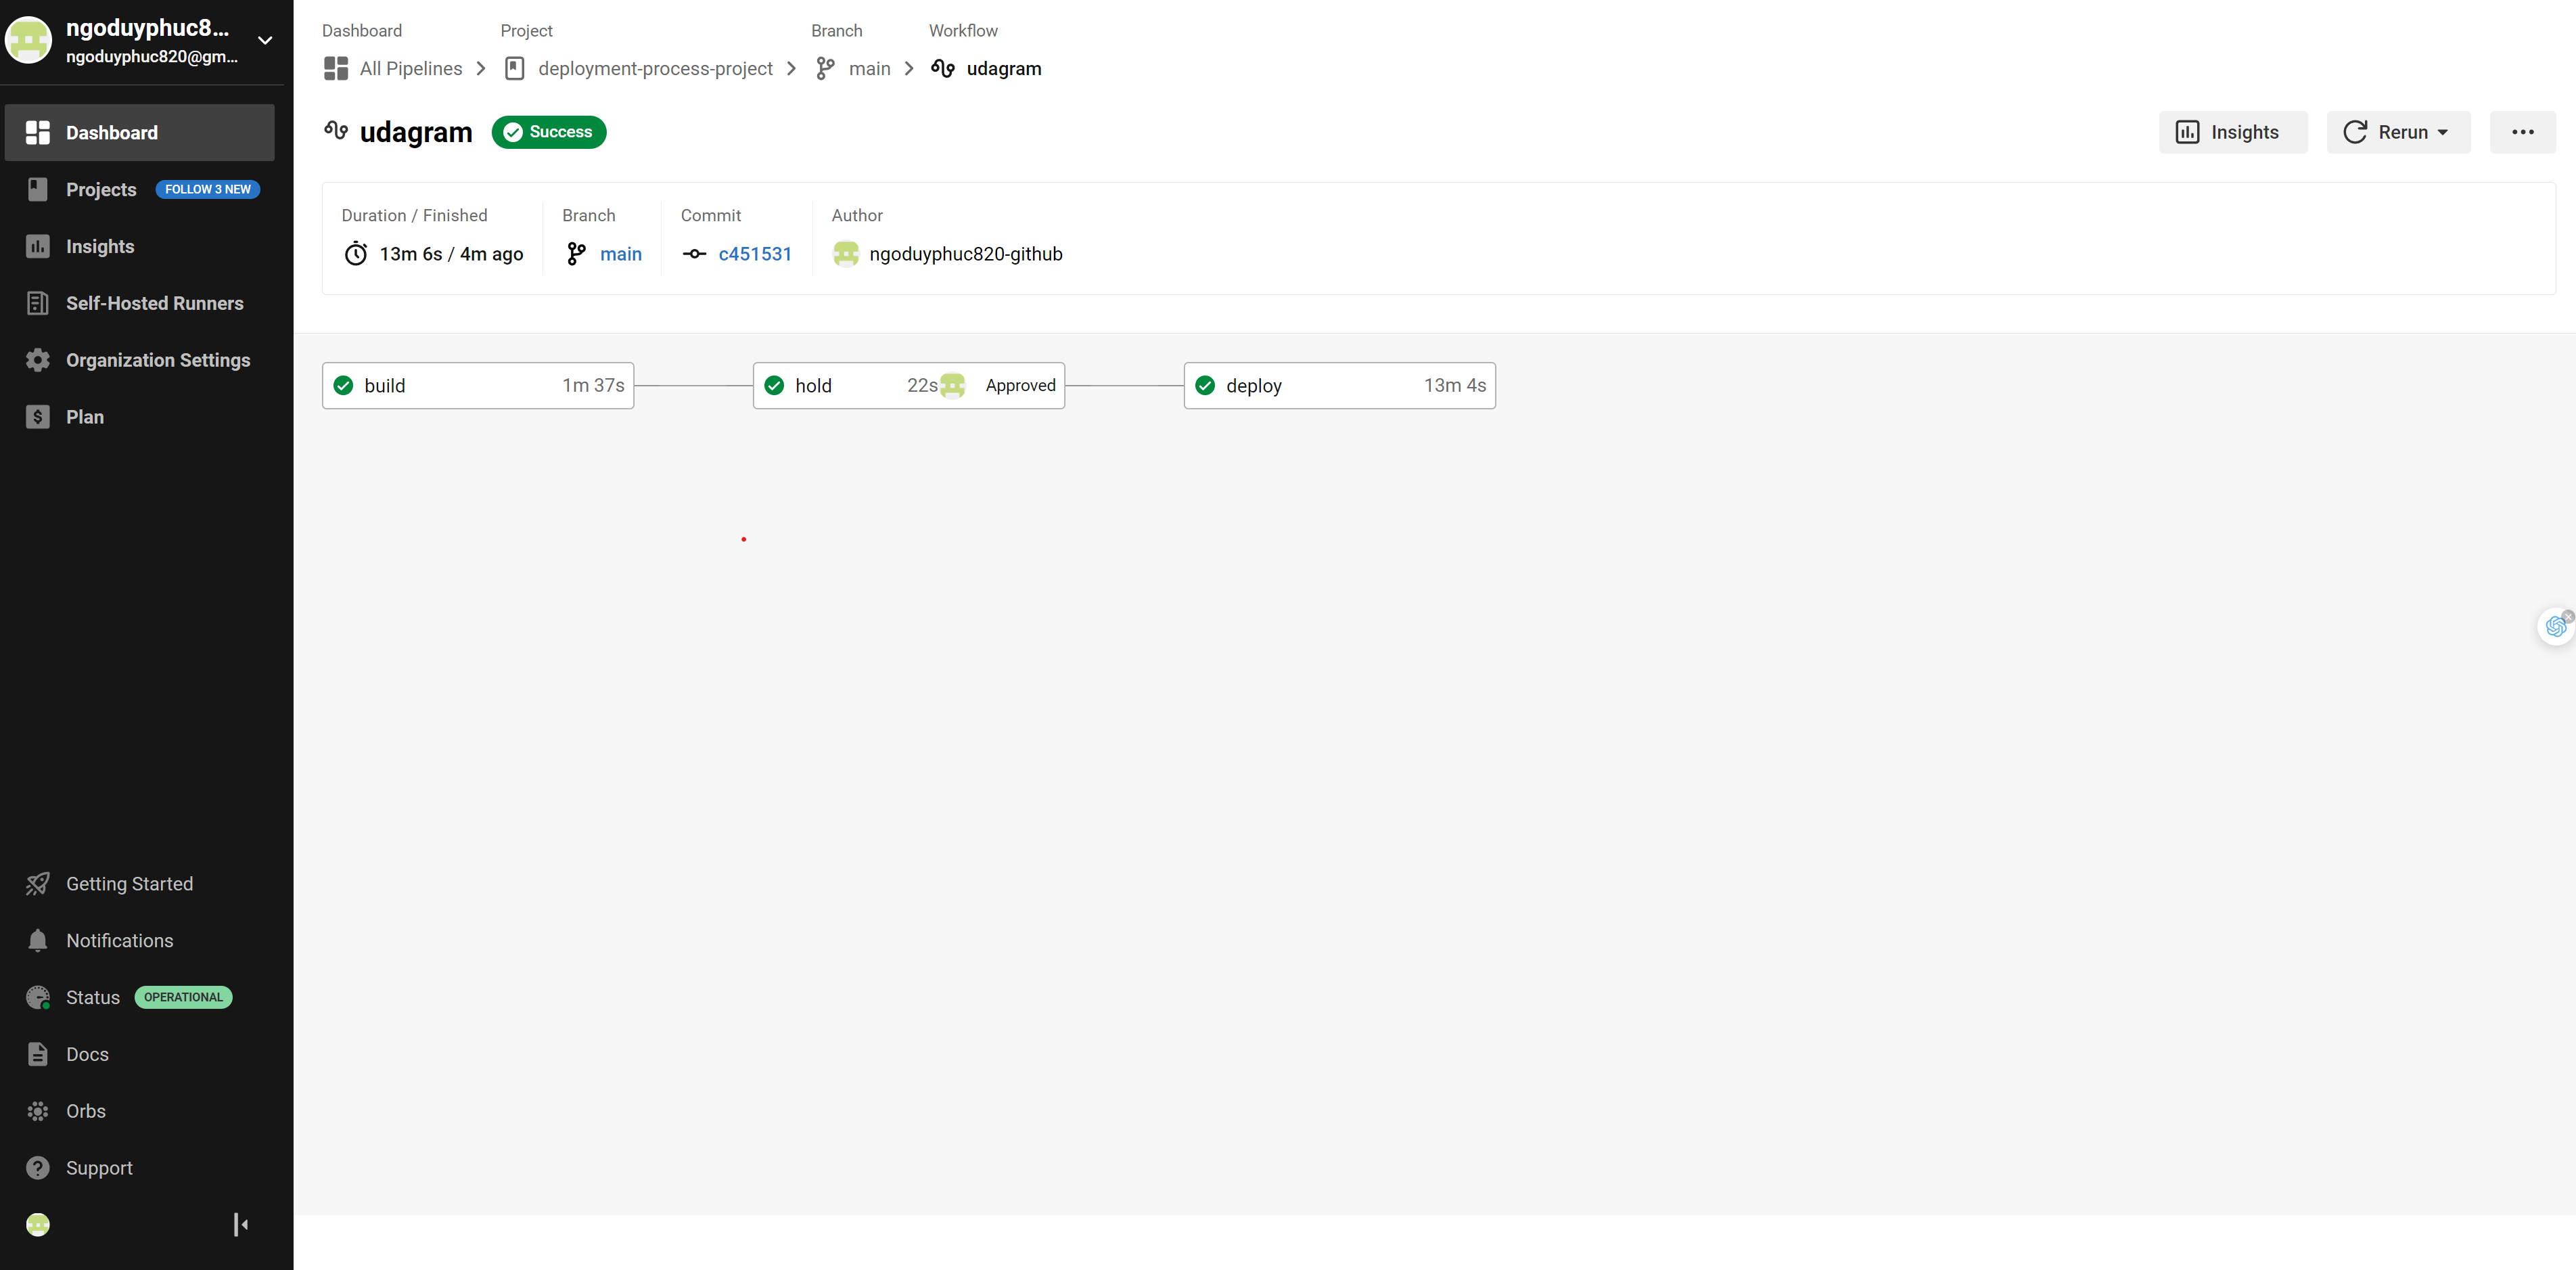 ngoduyphuc8...
ngoduyphuc820@gm...
Dashboard
Projects FOLLOW 3 NEW
Insights
Self-Hosted Runners
Organization Settings
Plan
Getting Started
Notifications
Status OPERATIONAL
Docs
Orbs
Support
Dashboard Project Branch Workflow
All Pipelines deployment-process-project main udagram
udagram Success
Insights Rerun
Duration / Finished Branch Commit Author
13m 6s / 4m ago main c451531 ngoduyphuc820-github
build 1m 37s hold 22s Approved deploy 13m 4s